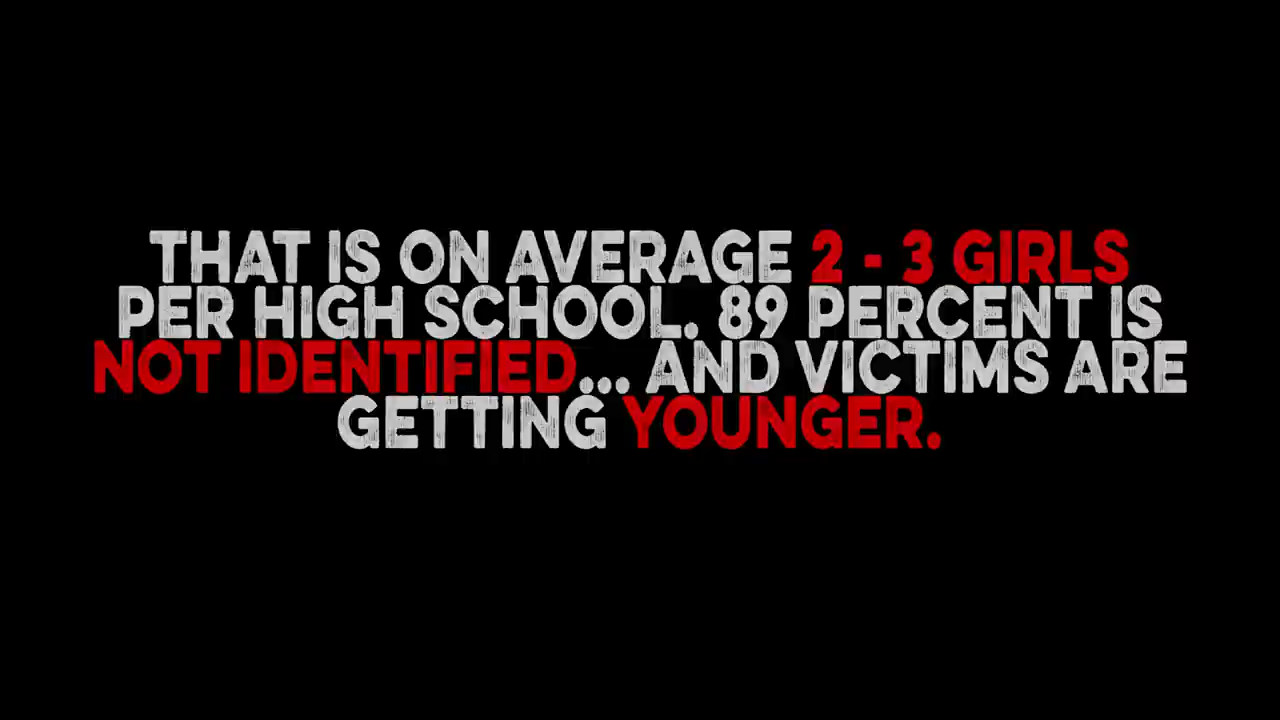 THAT IS ON AVERAGE 2 - 3 GIRLS
PER HIGH SCHOOL. 89 PERCENT IS
NOT IDENTIFIED... AND VICTIMS ARE
GETTING YOUNGER.